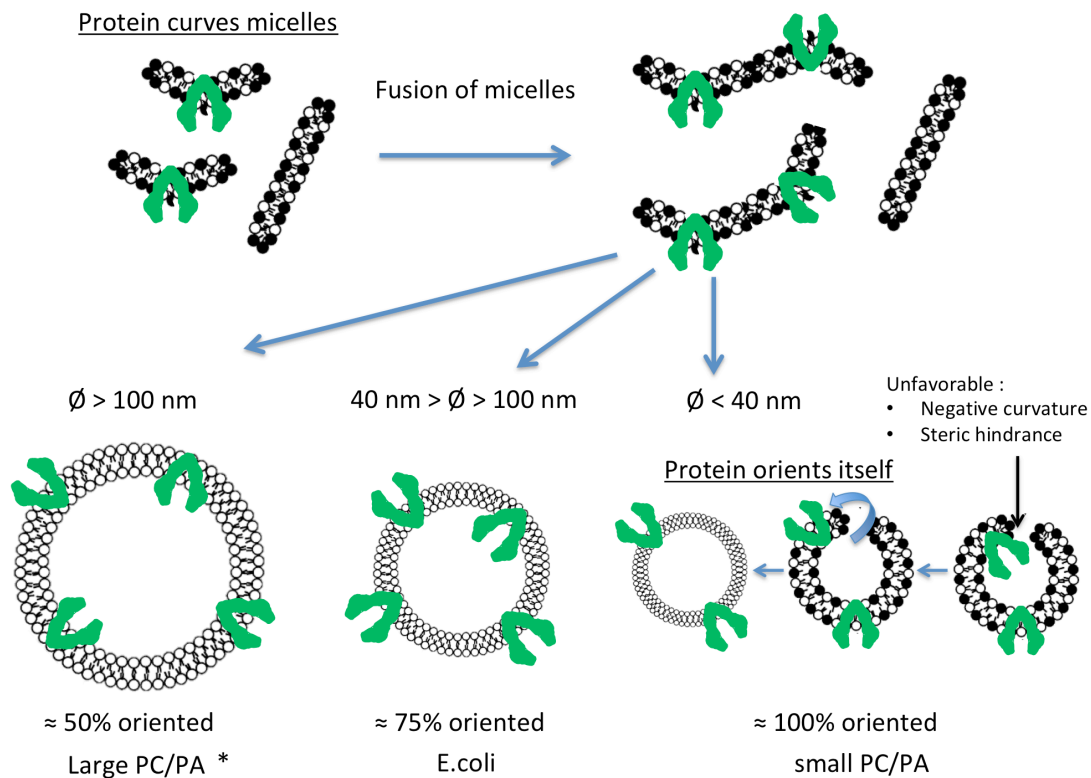 Protein curves micelles
Fusion of micelles
Ø > 100 nm
40 nm > Ø > 100 nm
Ø < 40 nm
Unfavorable :
• Negative curvature
• Steric hindrance
Protein orients itself
≈ 50% oriented
≈ 75% oriented
≈ 100% oriented
Large PC/PA *
E.coli
small PC/PA